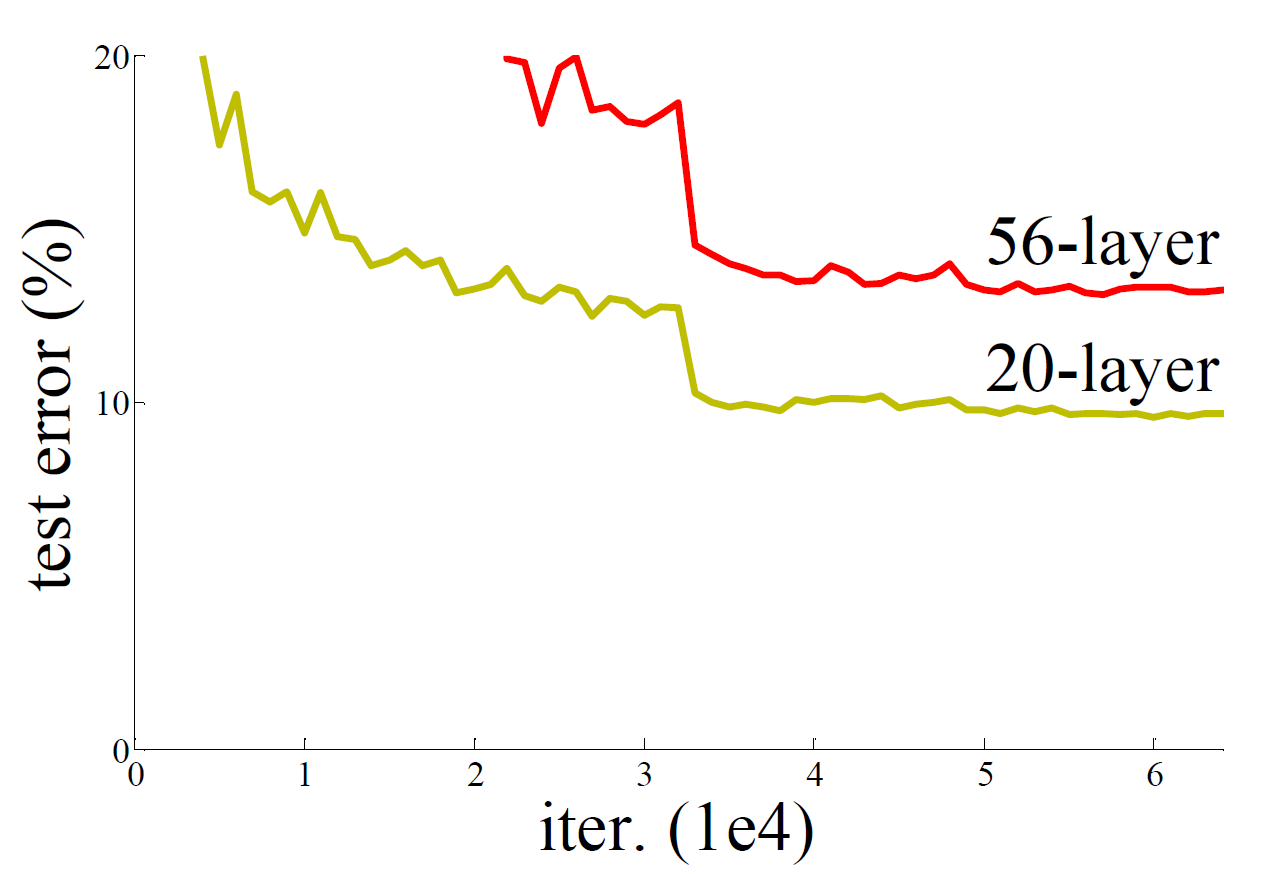 20
10
0
test error (%)
56-layer
20-layer
0 1 2 3 4 5 6
iter. (1e4)